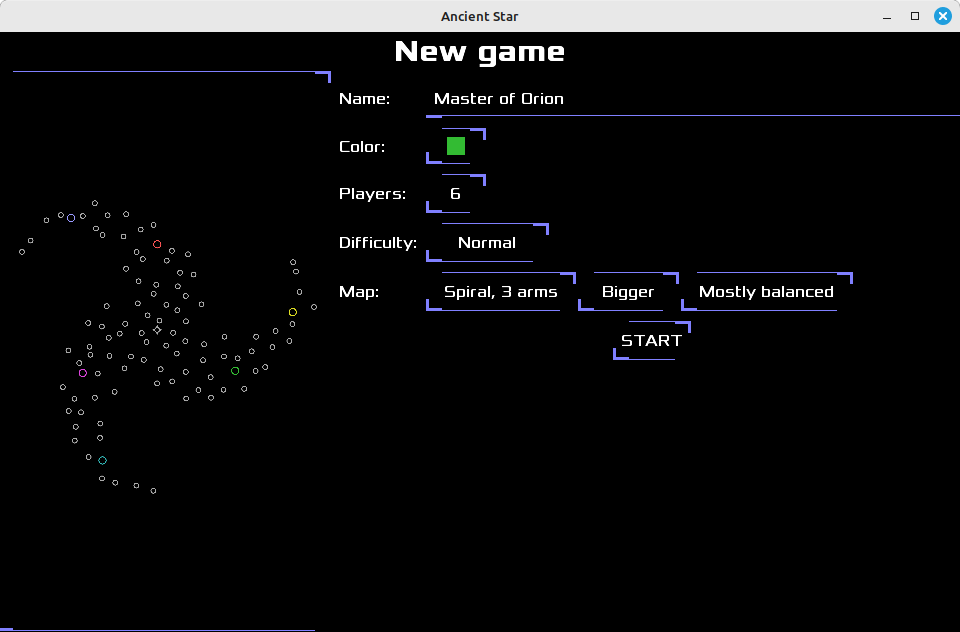 Ancient Star
New game
Name: Master of Orion
Color:
Players: 6
Difficulty: Normal
Map: Spiral, 3 arms Bigger Mostly balanced
START